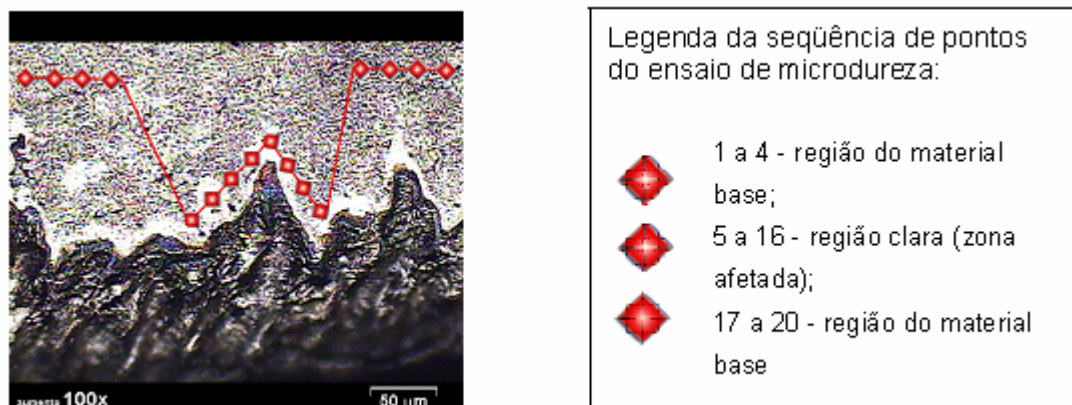 Legenda da seqüência de pontos
do ensaio de microdureza:
1 a 4 - região do material
base;
5 a 16 - região clara (zona
afetada);
17 a 20 - região do material
base
aumento 100x
50 µm